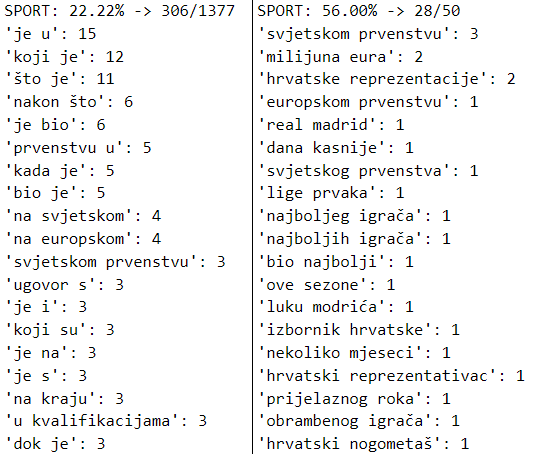 SPORT: 22.22% -> 306/1377
'je u': 15
'koji je': 12
'što je': 11
'nakon što': 6
'je bio': 6
'prvenstvu u': 5
'kada je': 5
'bio je': 5
'na svjetskom': 4
'na europskom': 4
'svjetskom prvenstvu': 3
'ugovor s': 3
'je i': 3
'koji su': 3
'je na': 3
'je s': 3
'na kraju': 3
'u kvalifikacijama': 3
'dok je': 3
SPORT: 56.00% -> 28/50
'svjetskom prvenstvu': 3
'milijuna eura': 2
'hrvatske reprezentacije': 2
'europskom prvenstvu': 1
'real madrid': 1
'dana kasnije': 1
'svjetskog prvenstva': 1
'lige prvaka': 1
'najboljeg igrača': 1
'najboljih igrača': 1
'bio najbolji': 1
'ove sezone': 1
'luku modrića': 1
'izbornik hrvatske': 1
'nekoliko mjeseci': 1
'hrvatski reprezentativac': 1
'prijelaznog roka': 1
'obrambenog igrača': 1
'hrvatski nogometaš': 1